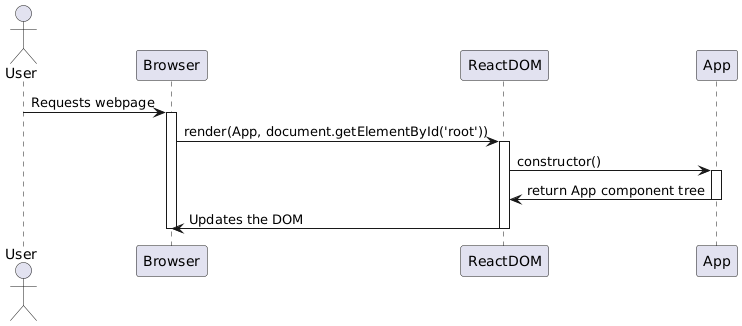 User
Browser
ReactDOM
App
Requests webpage
render(App, document.getElementById('root'))
constructor()
return App component tree
Updates the DOM
User
Browser
ReactDOM
App